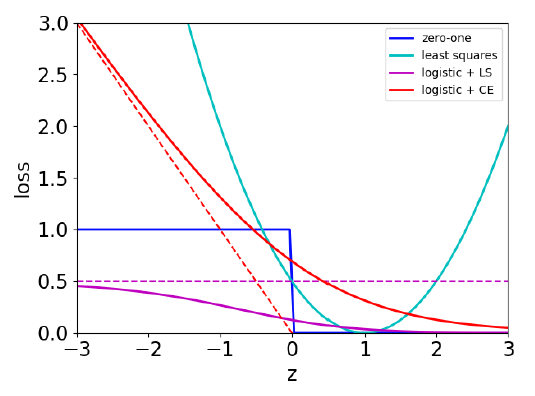 3.0
2.5
2.0
1.5
1.0
0.5
0.0
loss
zero-one
least squares
logistic + LS
logistic + CE
−3 −2 −1 0 1 2 3
z